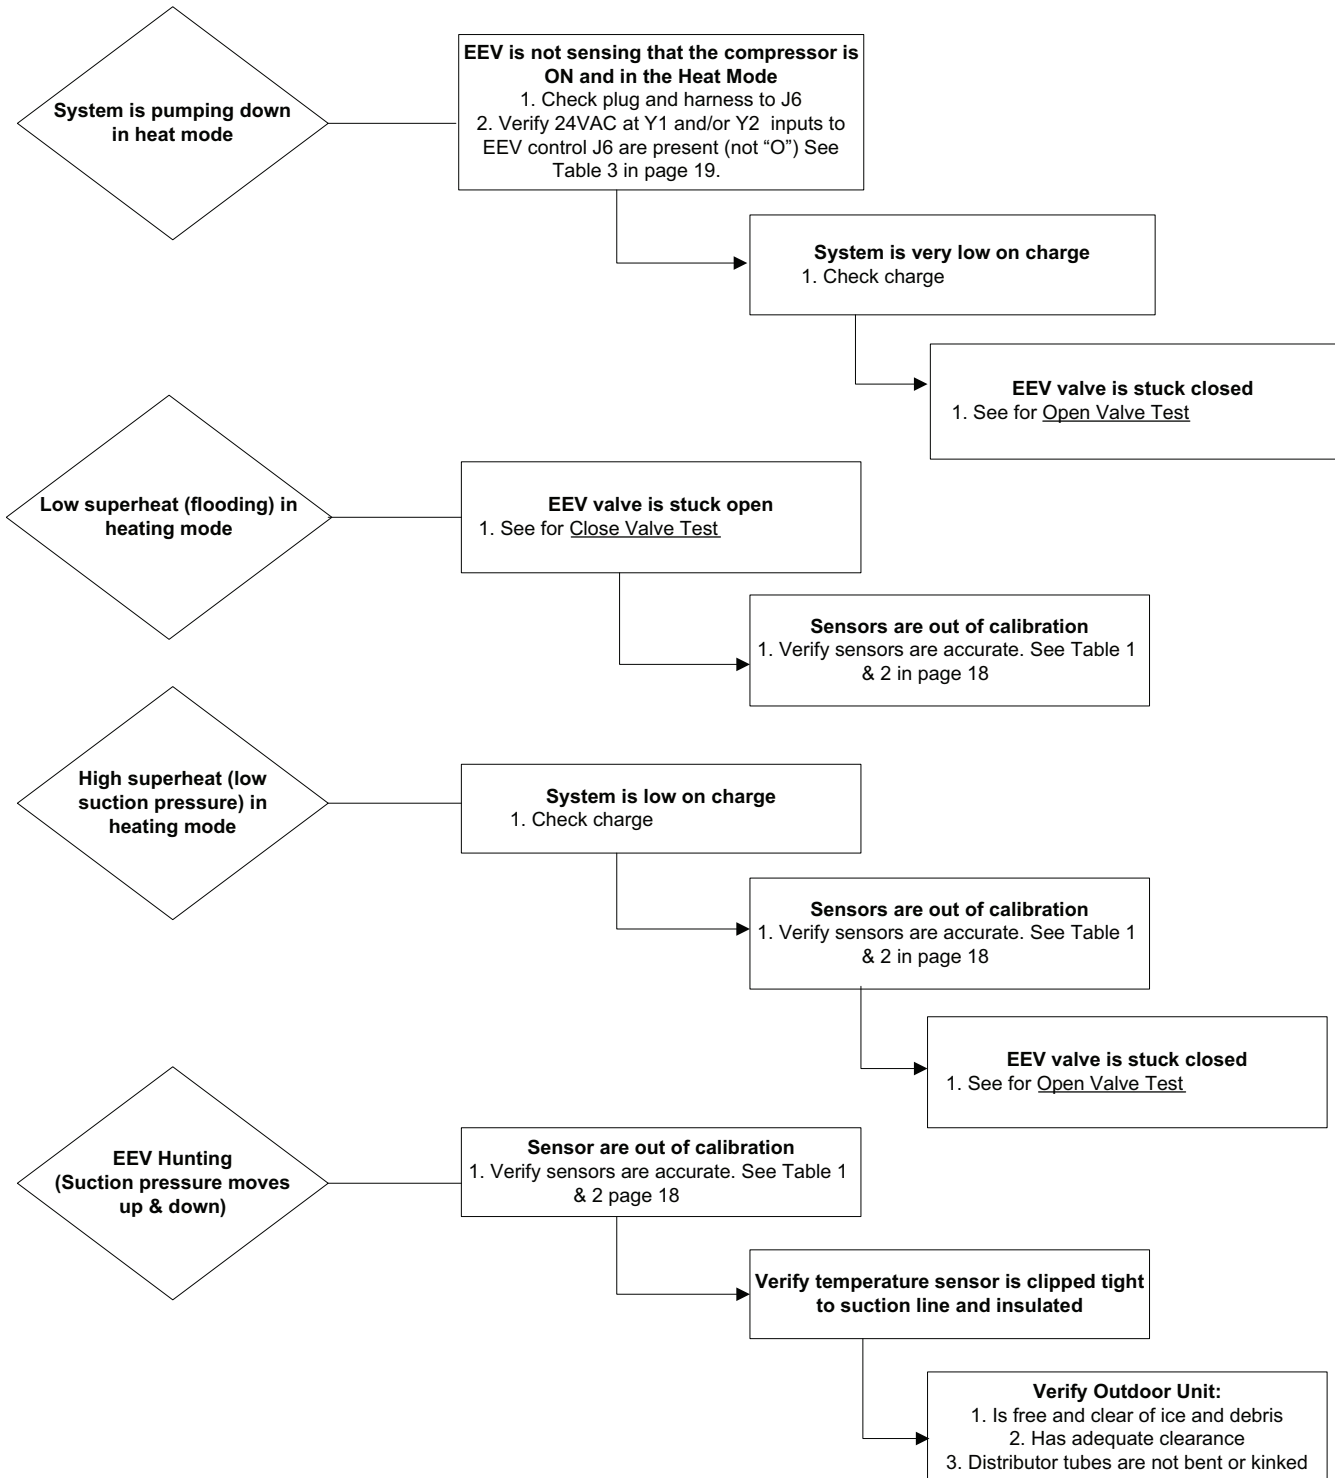 System is pumping down
in heat mode
EEV is not sensing that the compressor is
ON and in the Heat Mode
1. Check plug and harness to J6
2. Verify 24VAC at Y1 and/or Y2 inputs to
EEV control J6 are present (not “O”) See
Table 3 in page 19.
System is very low on charge
1. Check charge
EEV valve is stuck closed
1. See for Open Valve Test
Low superheat (flooding) in
heating mode
EEV valve is stuck open
1. See for Close Valve Test
Sensors are out of calibration
1. Verify sensors are accurate. See Table 1
& 2 in page 18
High superheat (low
suction pressure) in
heating mode
System is low on charge
1. Check charge
Sensors are out of calibration
1. Verify sensors are accurate. See Table 1
& 2 in page 18
EEV valve is stuck closed
1. See for Open Valve Test
EEV Hunting
(Suction pressure moves
up & down)
Sensor are out of calibration
1. Verify sensors are accurate. See Table 1
& 2 page 18
Verify temperature sensor is clipped tight
to suction line and insulated
Verify Outdoor Unit:
1. Is free and clear of ice and debris
2. Has adequate clearance
3. Distributor tubes are not bent or kinked